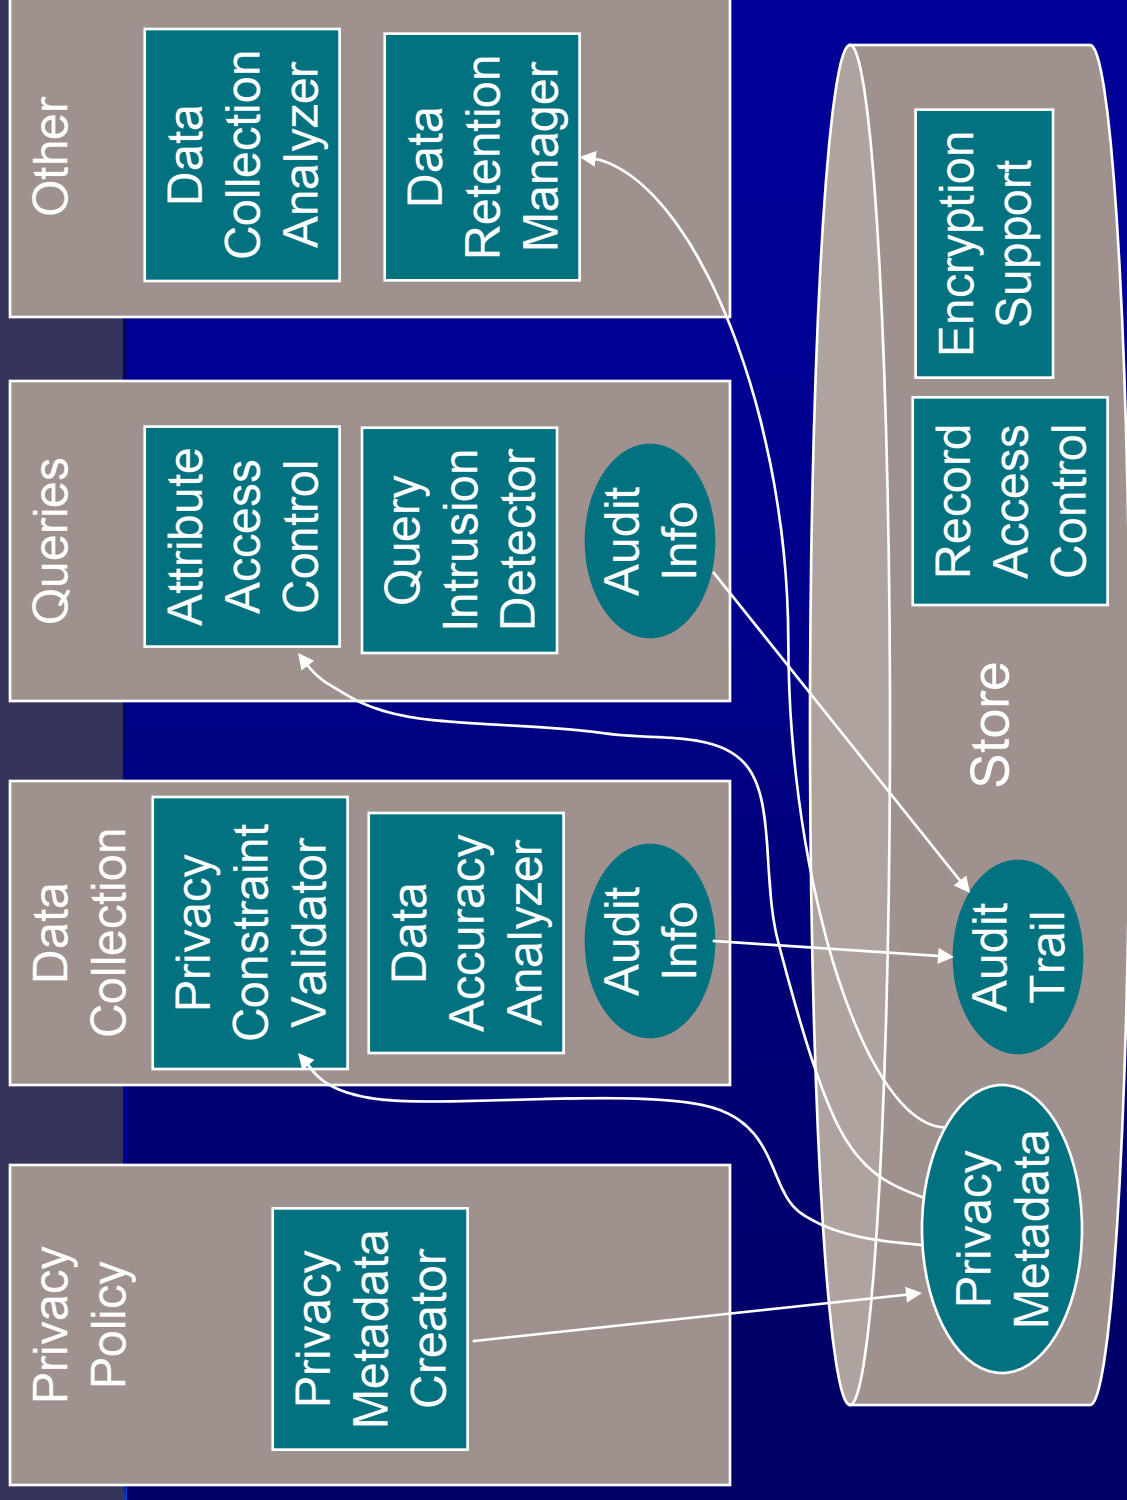 Privacy
Policy
Privacy
Metadata
Creator
Data
Collection
Privacy
Constraint
Validator
Data
Accuracy
Analyzer
Audit
Info
Queries
Attribute
Access
Control
Query
Intrusion
Detector
Audit
Info
Other
Data
Collection
Analyzer
Data
Retention
Manager
Privacy
Metadata
Audit
Trail
Store
Record
Access
Control
Encryption
Support